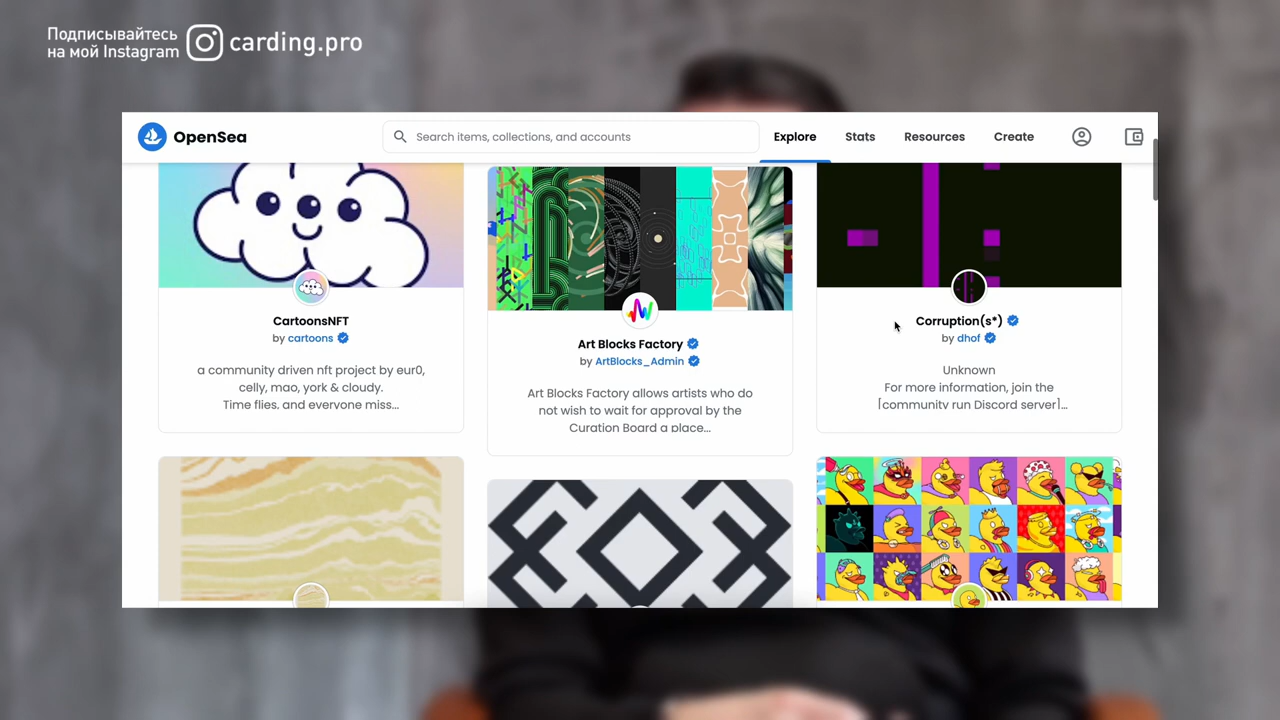 Подписывайтесь
на мой Instagram
carding.pro
OpenSea
Search items, collections, and accounts
Explore
Stats
Resources
Create
CartoonsNFT
by cartoons
a community driven nft project by eur0,
celly, mao, york & cloudy.
Time flies, and everyone miss...
Art Blocks Factory
by ArtBlocks_Admin
Art Blocks Factory allows artists who do
not wish to wait for approval by the
Curation Board a place...
Corruption(s*)
by dhof
Unknown
For more information, join the
[community run Discord server]...